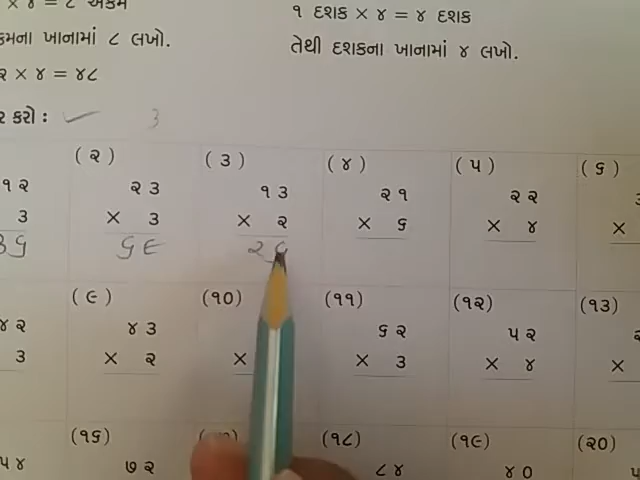 × ૪ = ૮ એકમ
૧ દશક × ૪ = ૪ દશક
કમના ખાનામાં ૮ લખો.
તેથી દશકના ખાનામાં ૪ લખો.
૨ × ૪ = ૪૮
ર કરો : ૩
(૨) (૩) (૪) (૫) (૬)
૧૨ ૨૩ ૧૩ ૨૧ ૨૨
૩ × ૩ × ૨ × ૬ × ૪ ×
૩૬ ૬૯ ૨૬
(૯) (૧૦) (૧૧) (૧૨) (૧૩)
૪૨ ૪૩ ૬૨ ૫૨
૩ × ૨ × × ૩ × ૪ ×
(૧૬) (૧૮) (૧૯) (૨૦)
૫૪ ૭૨ ૮૪ ૪૦